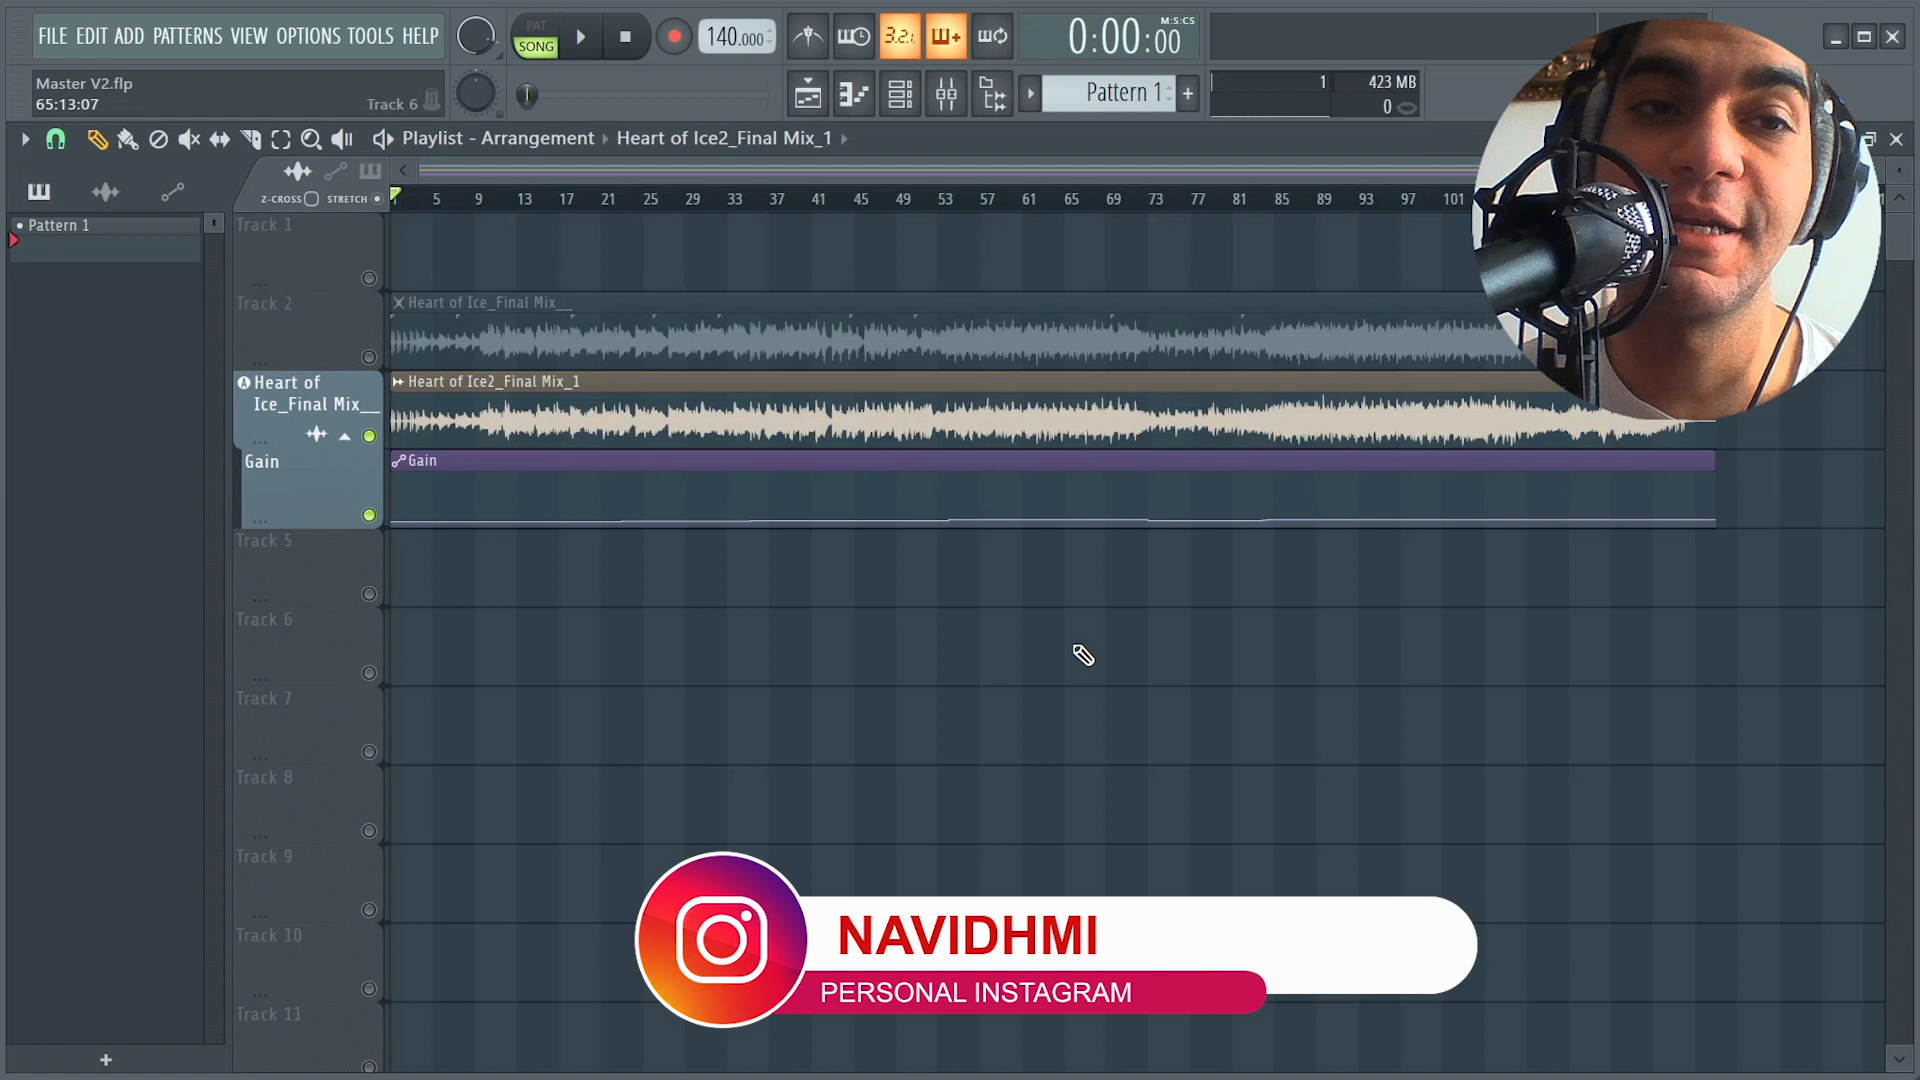 FILE EDIT ADD PATTERNS VIEW OPTIONS TOOLS HELP
PAT
SONG
140.000
3.2.1
0:00:00
M:S:CS
Master V2.flp
65:13:07
Track 6
Pattern 1
+
1
423 MB
0
Playlist - Arrangement
Heart of Ice2_Final Mix_1
Z-CROSS
STRETCH
5 9 13 17 21 25 29 33 37 41 45 49 53 57 61 65 69 73 77 81 85 89 93 97 101
Pattern 1
Track 1
Track 2
Heart of Ice_Final Mix__
Heart of
Ice_Final Mix__
Heart of Ice2_Final Mix_1
Gain
Gain
Track 5
Track 6
Track 7
Track 8
Track 9
Track 10
Track 11
NAVIDHMI
PERSONAL INSTAGRAM
+